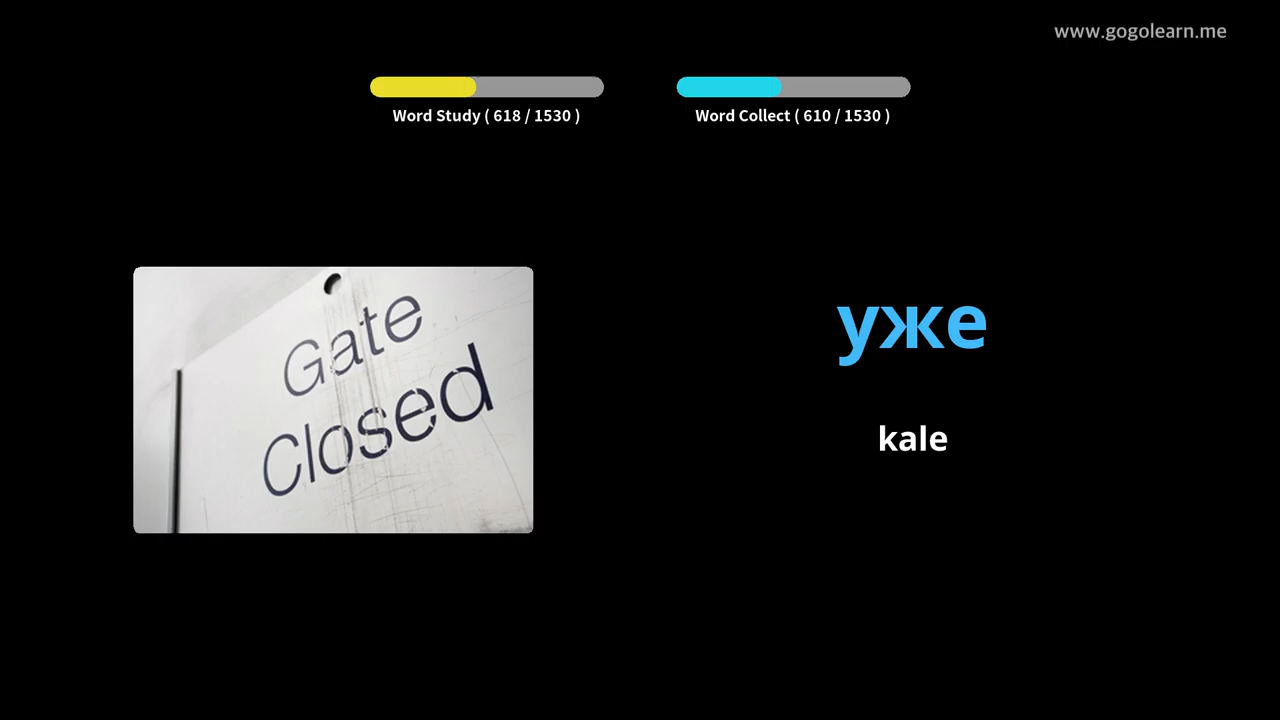 www.gogolearn.me
Word Study ( 618 / 1530 )
Word Collect ( 610 / 1530 )
Gate
Closed
уже
kale